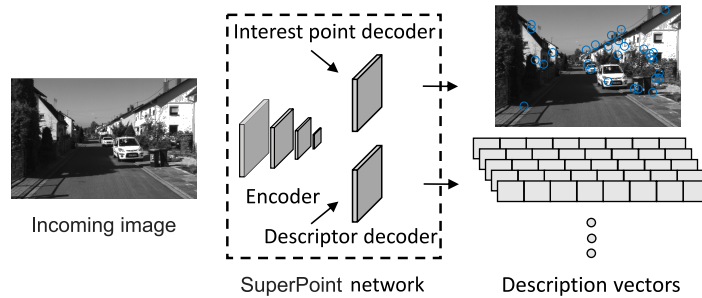 Interest point decoder
Encoder
Incoming image
Descriptor decoder
SuperPoint network
Description vectors